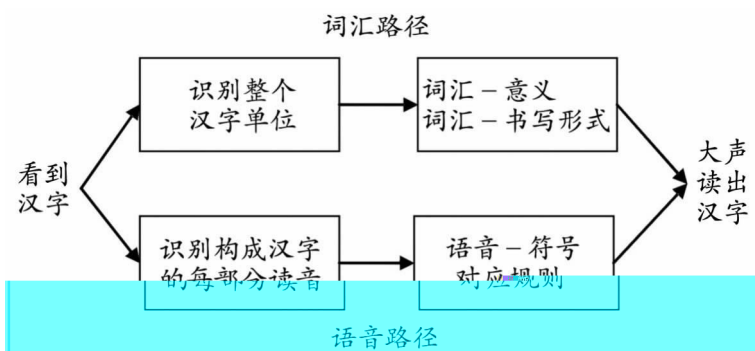 词汇路径
识别整个
汉字单位
词汇－意义
词汇－书写形式
看到
汉字
大声
读出
汉字
识别构成汉字
的每部分读音
语音－符号
对应规则
语音路径